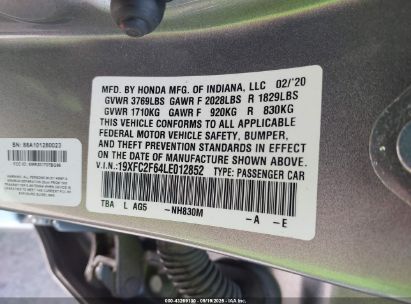 MFD. BY HONDA MFG. OF INDIANA, LLC 02/'20
GVWR 3769LBS GAWR F 2028LBS R 1829LBS
GVWR 1710KG GAWR F 920KG R 830KG
THIS VEHICLE CONFORMS TO ALL APPLICABLE
FEDERAL MOTOR VEHICLE SAFETY, BUMPER,
AND THEFT PREVENTION STANDARDS IN EFFECT ON
THE DATE OF MANUFACTURE SHOWN ABOVE.
V.I.N.: 19XFC2F64LE012852 TYPE: PASSENGER CAR
TBA L AG5 -NH830M -A -E